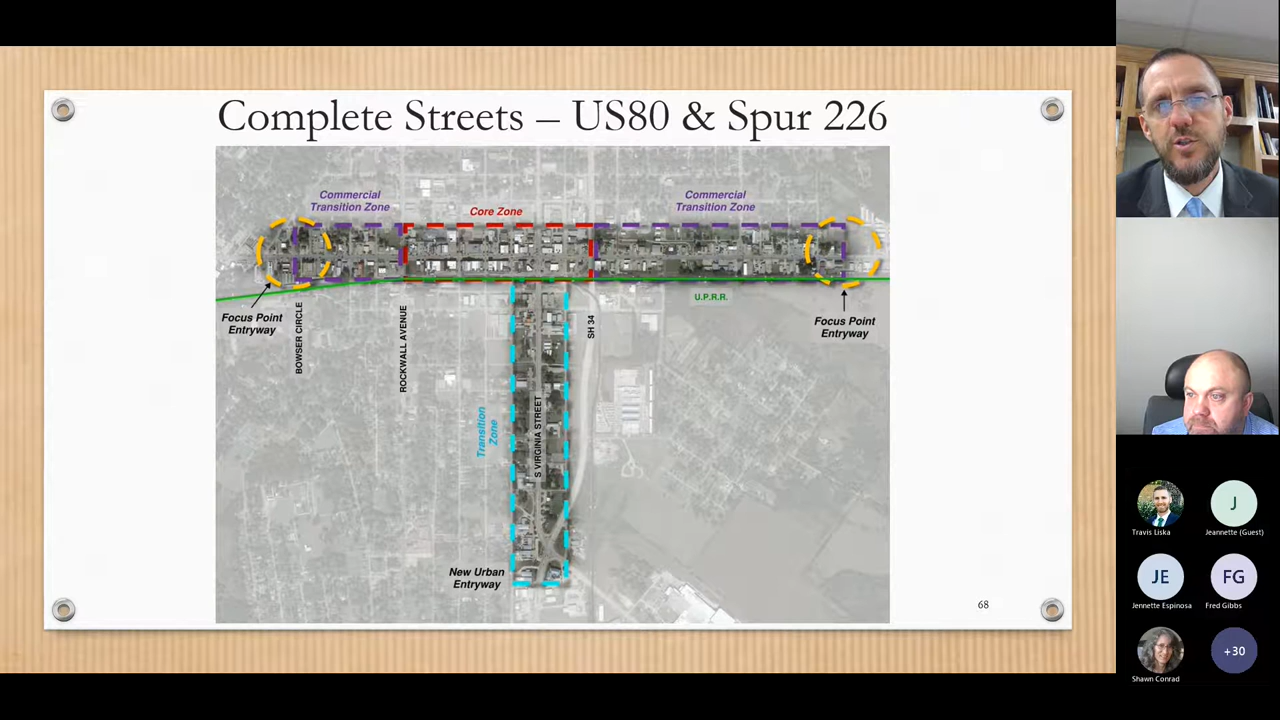 Complete Streets – US80 & Spur 226
Commercial
Transition Zone
Core Zone
Commercial
Transition Zone
U.P.R.R.
Focus Point
Entryway
BOWSER CIRCLE
ROCKWALL AVENUE
SH 34
Focus Point
Entryway
Transition
Zone
S VIRGINIA STREET
New Urban
Entryway
68
J
Travis Liska
Jeannette (Guest)
JE
FG
Jennette Espinosa
Fred Gibbs
+30
Shawn Conrad